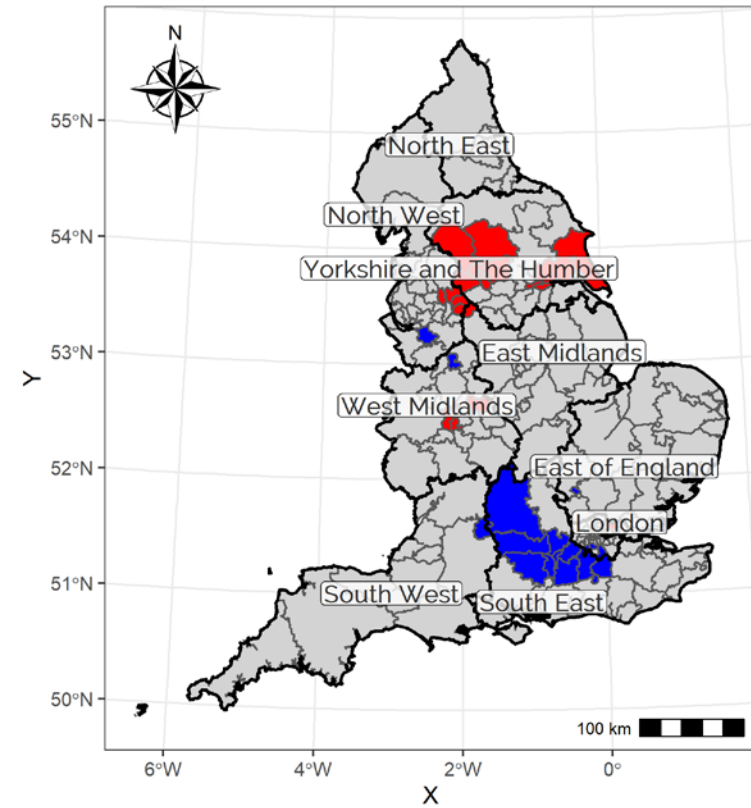 N
55°N
North East
North West
54°N
Yorkshire and The Humber
53°N
East Midlands
Y
West Midlands
52°N
East of England
London
51°N
South West
South East
50°N
100 km
6°W
4°W
2°W
0°
X